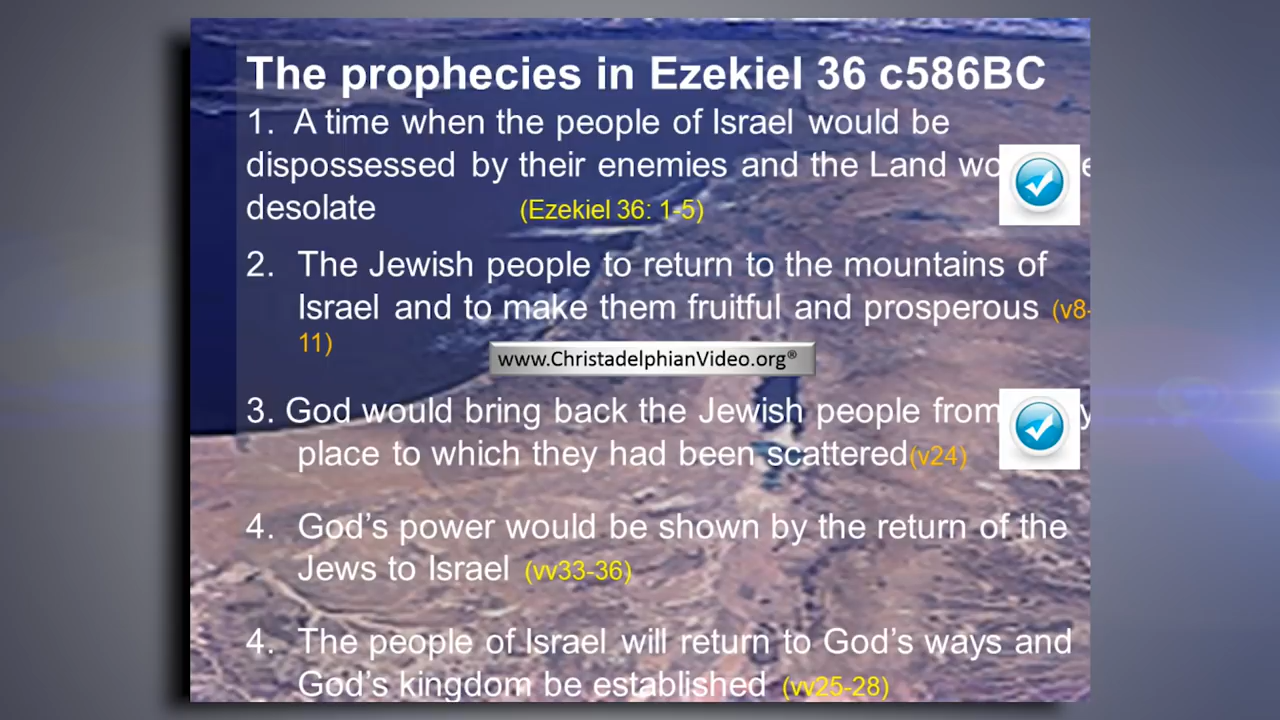 The prophecies in Ezekiel 36 c586BC
1. A time when the people of Israel would be
dispossessed by their enemies and the Land
desolate (Ezekiel 36: 1-5)
2. The Jewish people to return to the mountains of
Israel and to make them fruitful and prosperous (v8-
11)
www.ChristadelphianVideo.org®
3. God would bring back the Jewish people from
place to which they had been scattered(v24)
4. God's power would be shown by the return of the
Jews to Israel (vv33-36)
4. The people of Israel will return to God's ways and
God's kingdom be established (vv25-28)